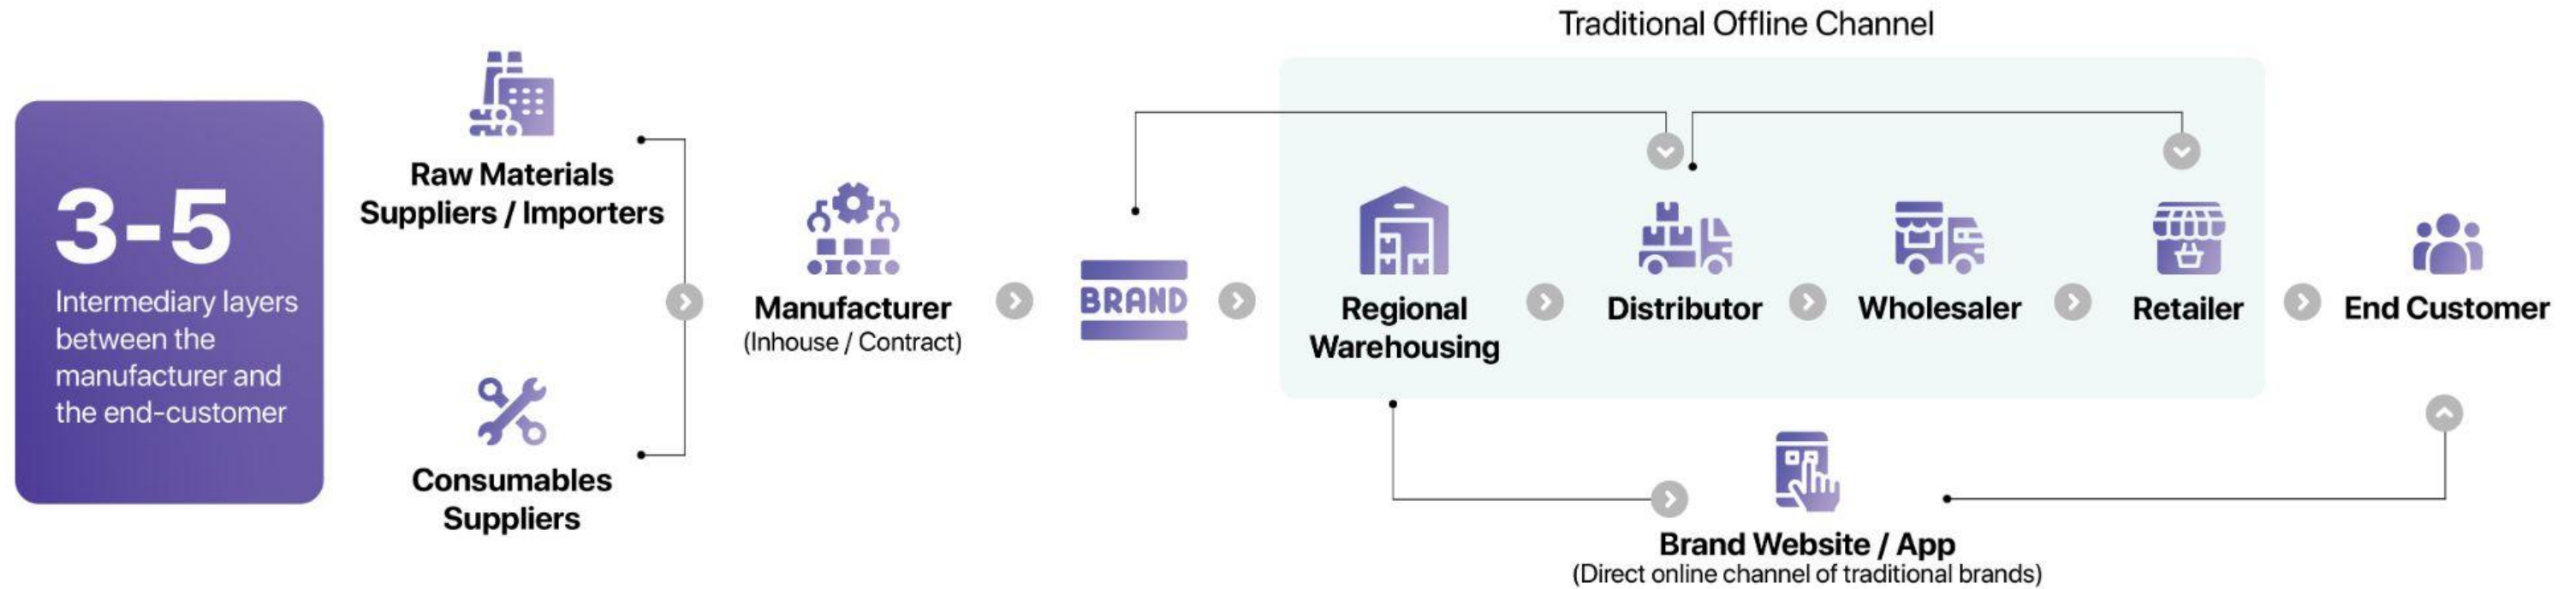 Traditional Offline Channel
3-5
Intermediary layers
between the
manufacturer and
the end-customer
Raw Materials
Suppliers / Importers
Consumables
Suppliers
Manufacturer
(Inhouse / Contract)
BRAND
Regional
Warehousing
Distributor
Wholesaler
Retailer
End Customer
Brand Website / App
(Direct online channel of traditional brands)